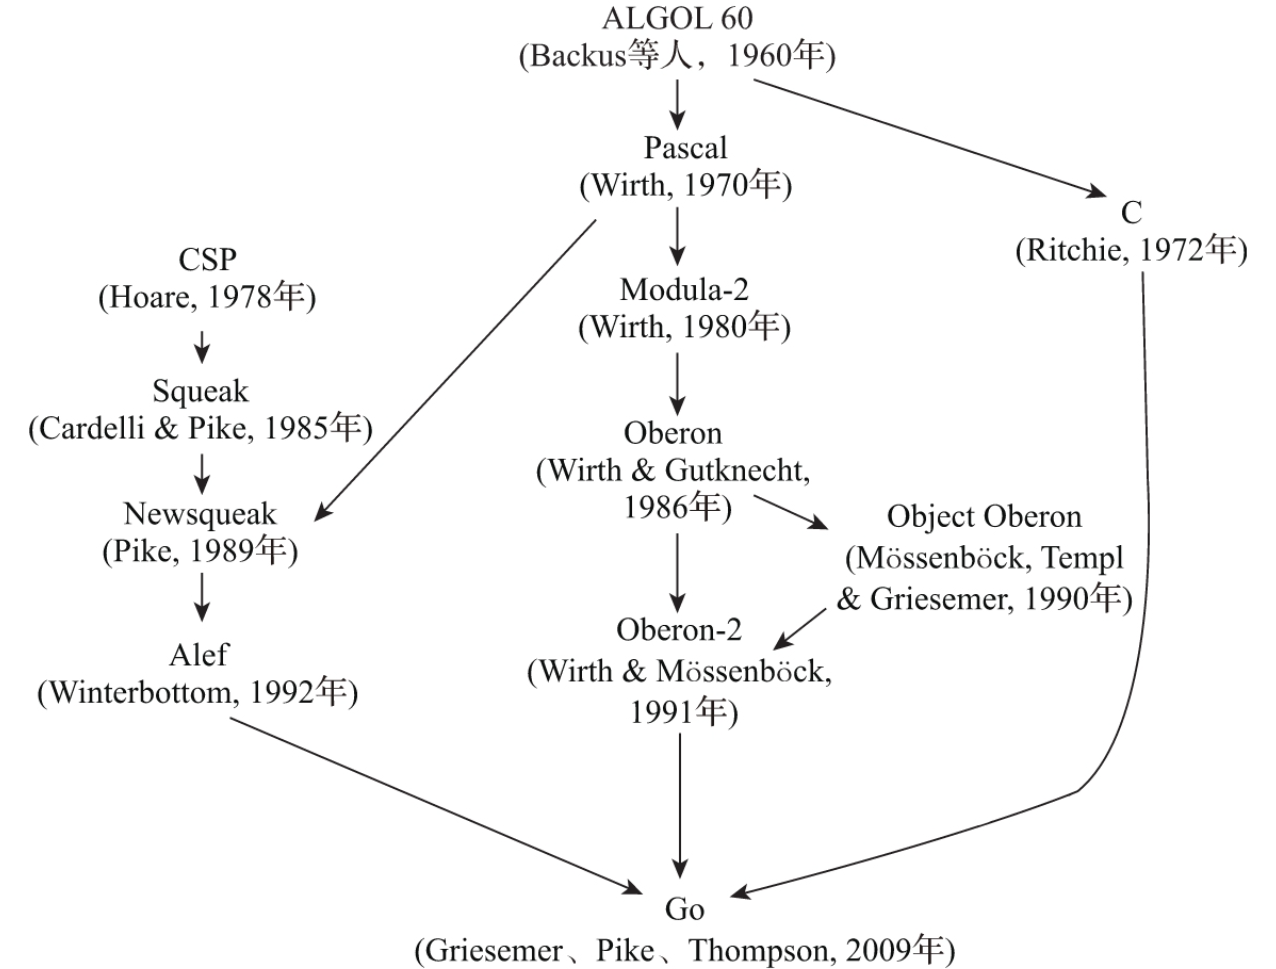 ALGOL 60
(Backus等人，1960年)
Pascal
(Wirth, 1970年)
C
(Ritchie, 1972年)
CSP
(Hoare, 1978年)
Modula-2
(Wirth, 1980年)
Squeak
(Cardelli & Pike, 1985年)
Oberon
(Wirth & Gutknecht,
1986年)
Newsqueak
(Pike, 1989年)
Object Oberon
(Mössenböck, Templ
& Griesemer, 1990年)
Oberon-2
(Wirth & Mössenböck,
1991年)
Alef
(Winterbottom, 1992年)
Go
(Griesemer、Pike、Thompson, 2009年)